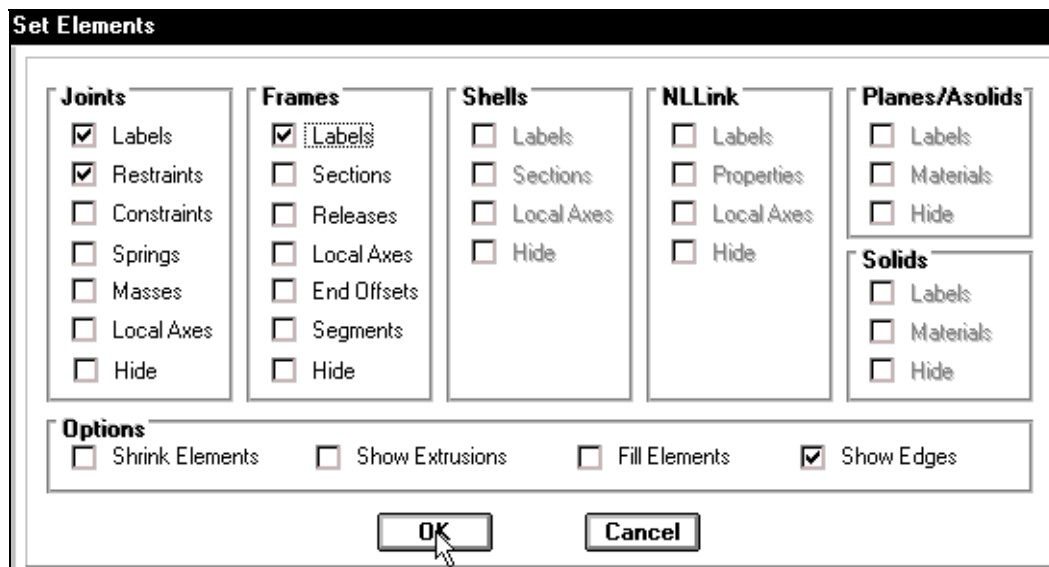 Set Elements
Joints
Labels
Restraints
Constraints
Springs
Masses
Local Axes
Hide
Frames
Labels
Sections
Releases
Local Axes
End Offsets
Segments
Hide
Shells
Labels
Sections
Local Axes
Hide
NLLink
Labels
Properties
Local Axes
Hide
Planes/Asolids
Labels
Materials
Hide
Solids
Labels
Materials
Hide
Options
Shrink Elements
Show Extrusions
Fill Elements
Show Edges
OK
Cancel